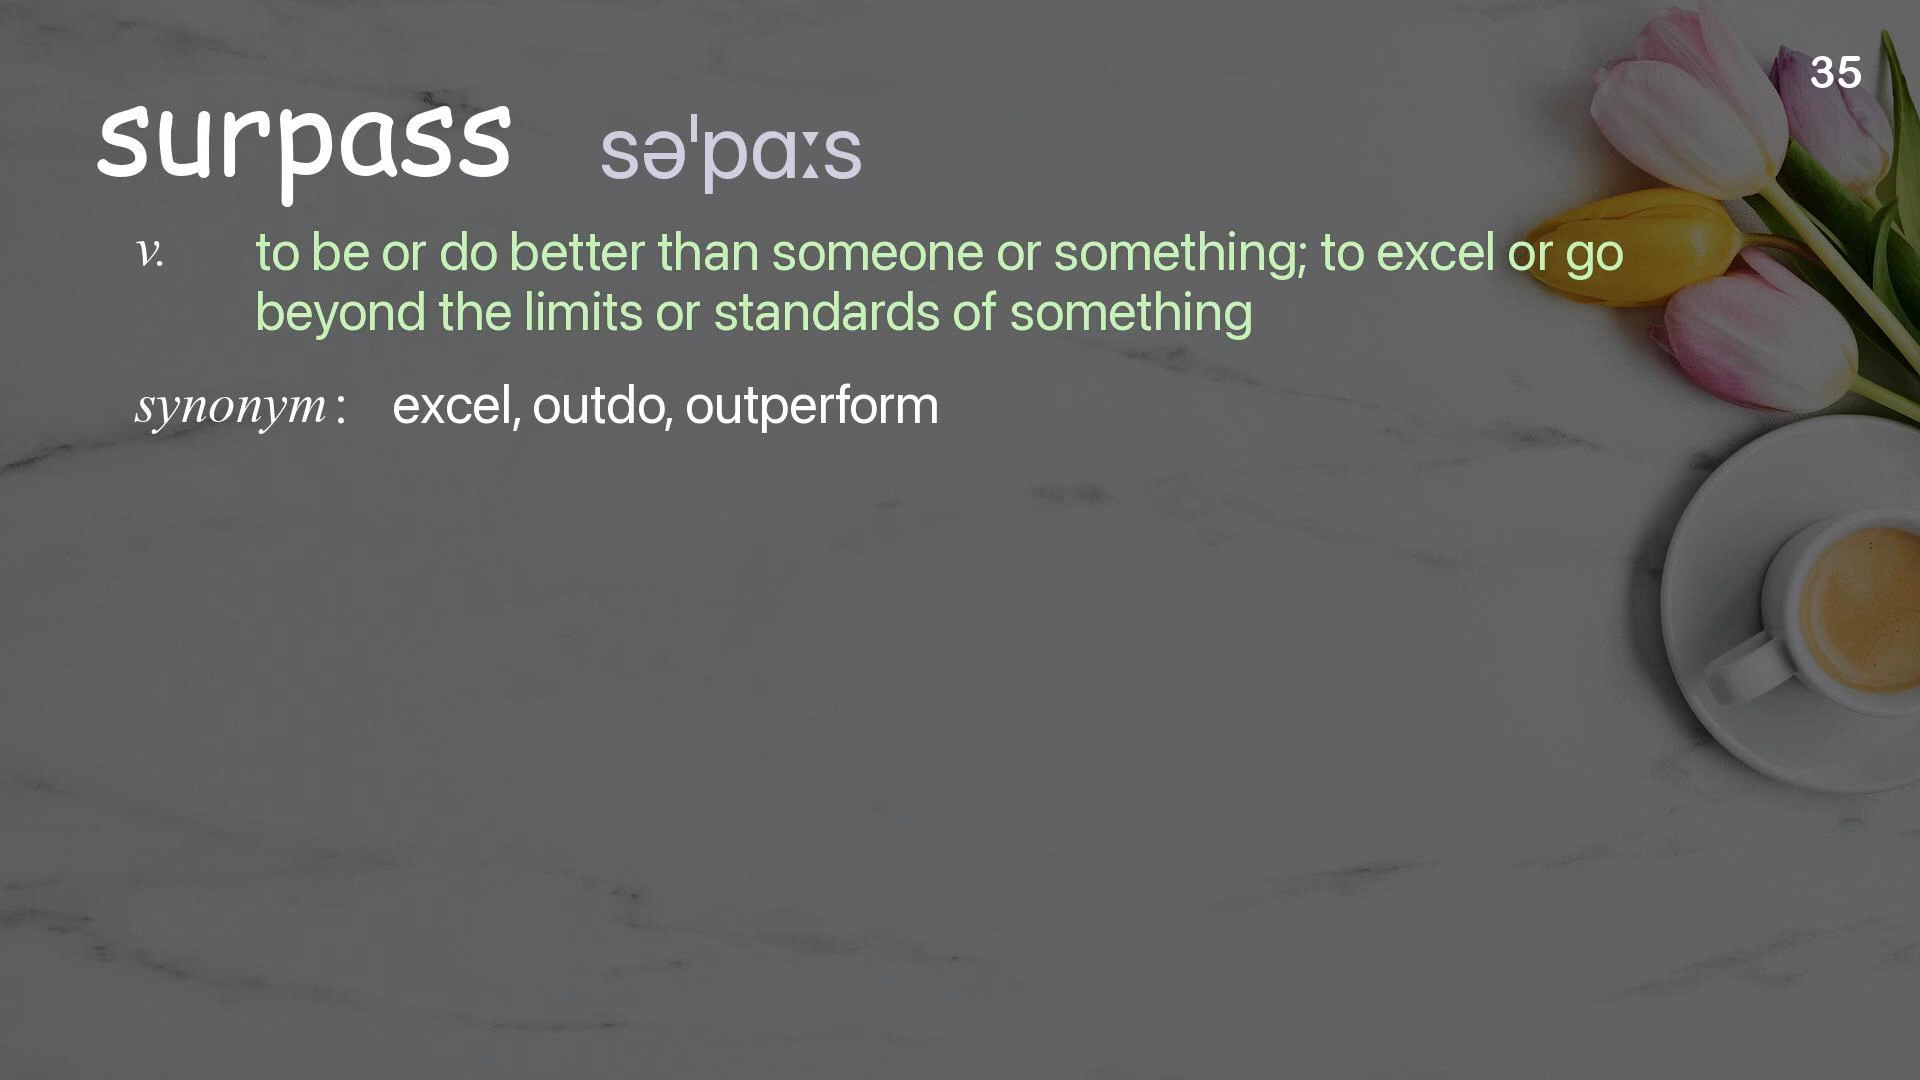 35
surpass səˈpɑːs
v. to be or do better than someone or something; to excel or go
beyond the limits or standards of something
synonym : excel, outdo, outperform